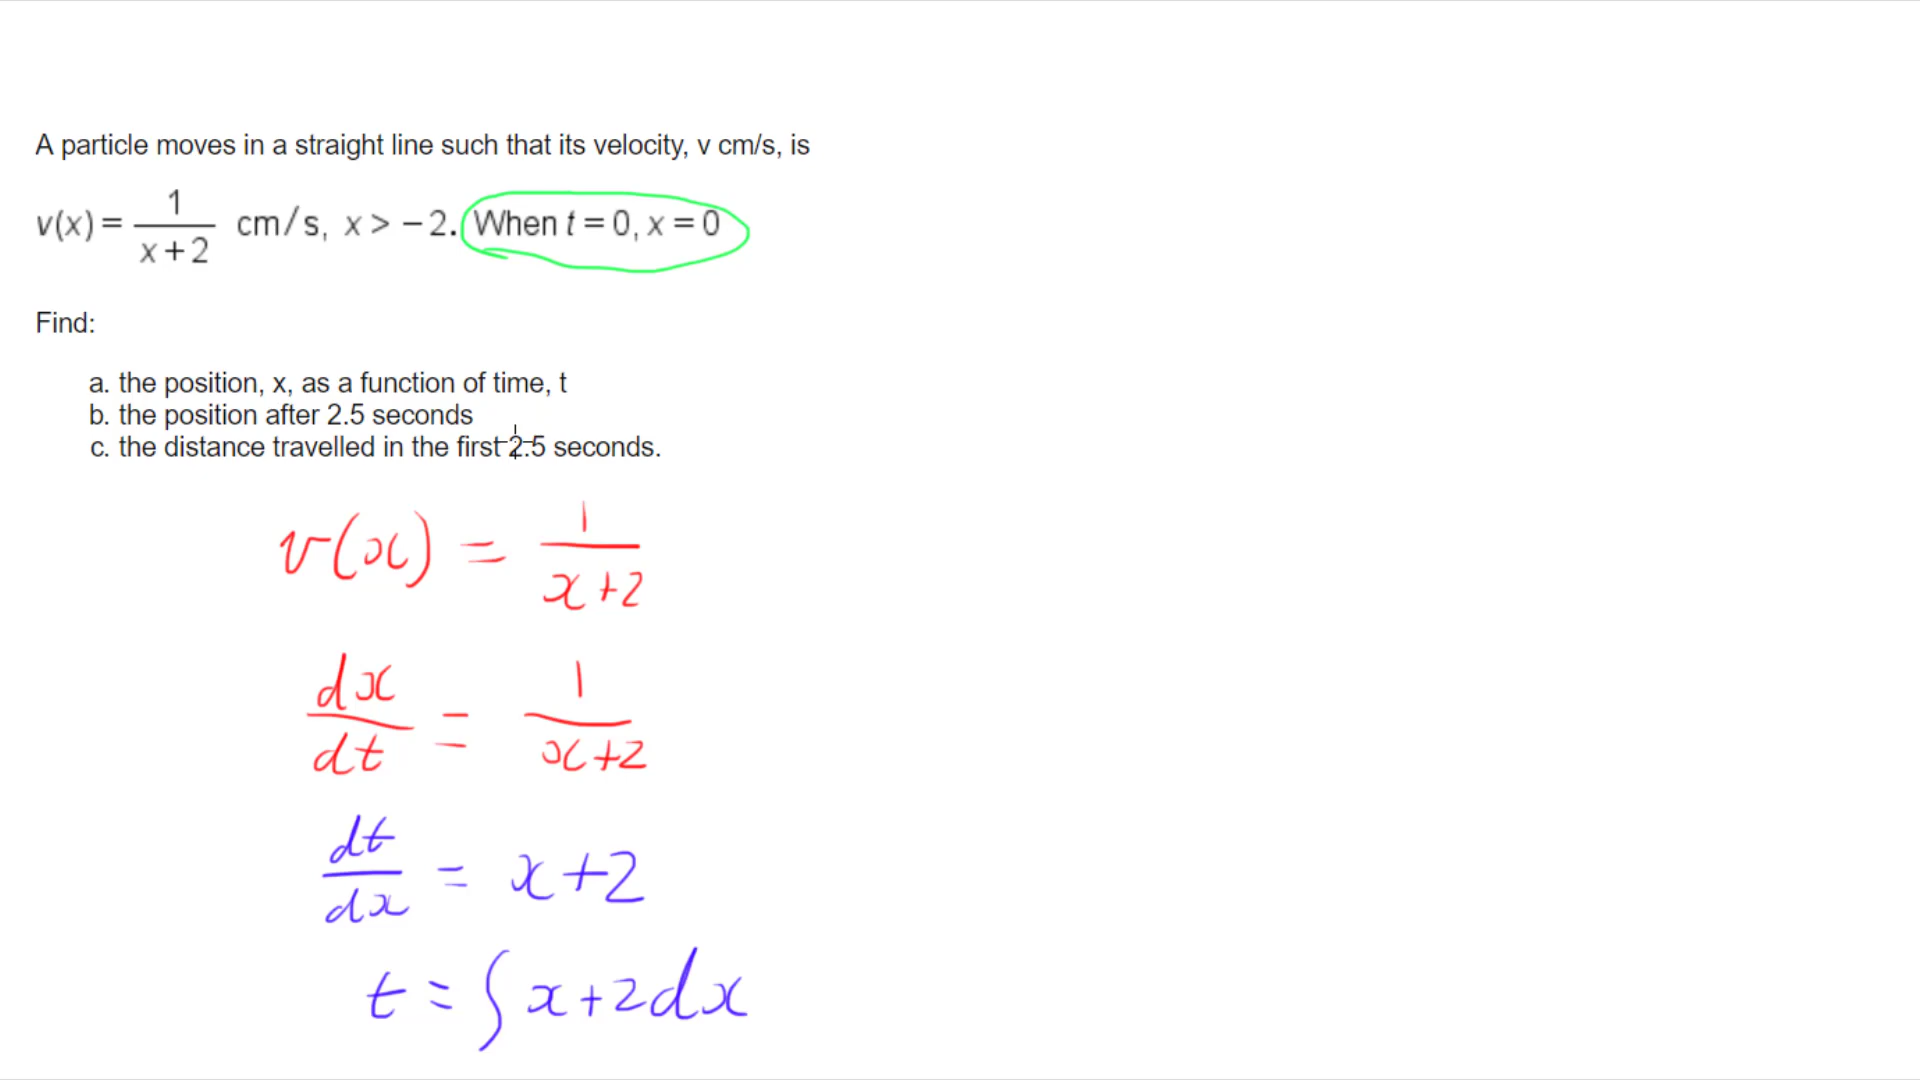 A particle moves in a straight line such that its velocity, v cm/s, is
v(x) = 1/(x+2) cm/s, x > −2. When t = 0, x = 0
Find:
a. the position, x, as a function of time, t
b. the position after 2.5 seconds
c. the distance travelled in the first 2.5 seconds.
v(x) = 1/(x+2)
dx/dt = 1/(x+2)
dt/dx = x+2
t = ∫ x+2 dx